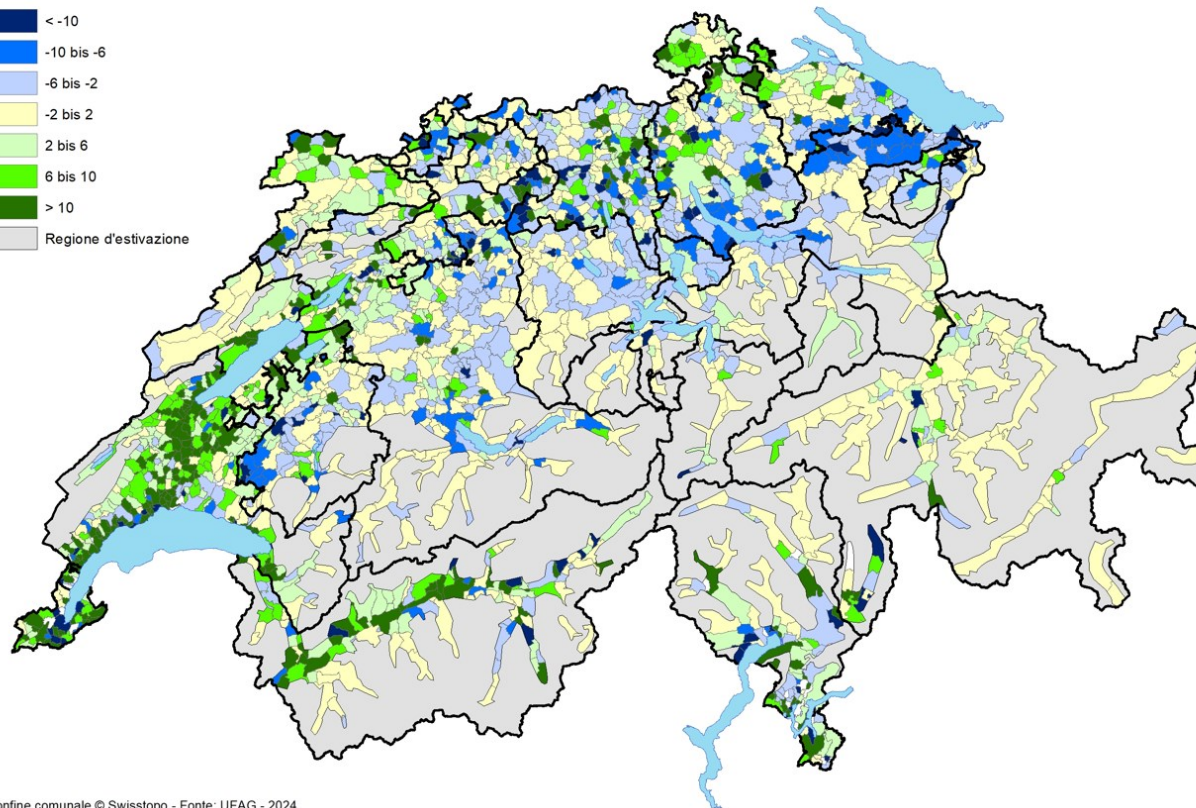 < -10
-10 bis -6
-6 bis -2
-2 bis 2
2 bis 6
6 bis 10
> 10
Regione d'estivazione
onfine comunale © Swisstopo - Fonte: UFAG - 2024